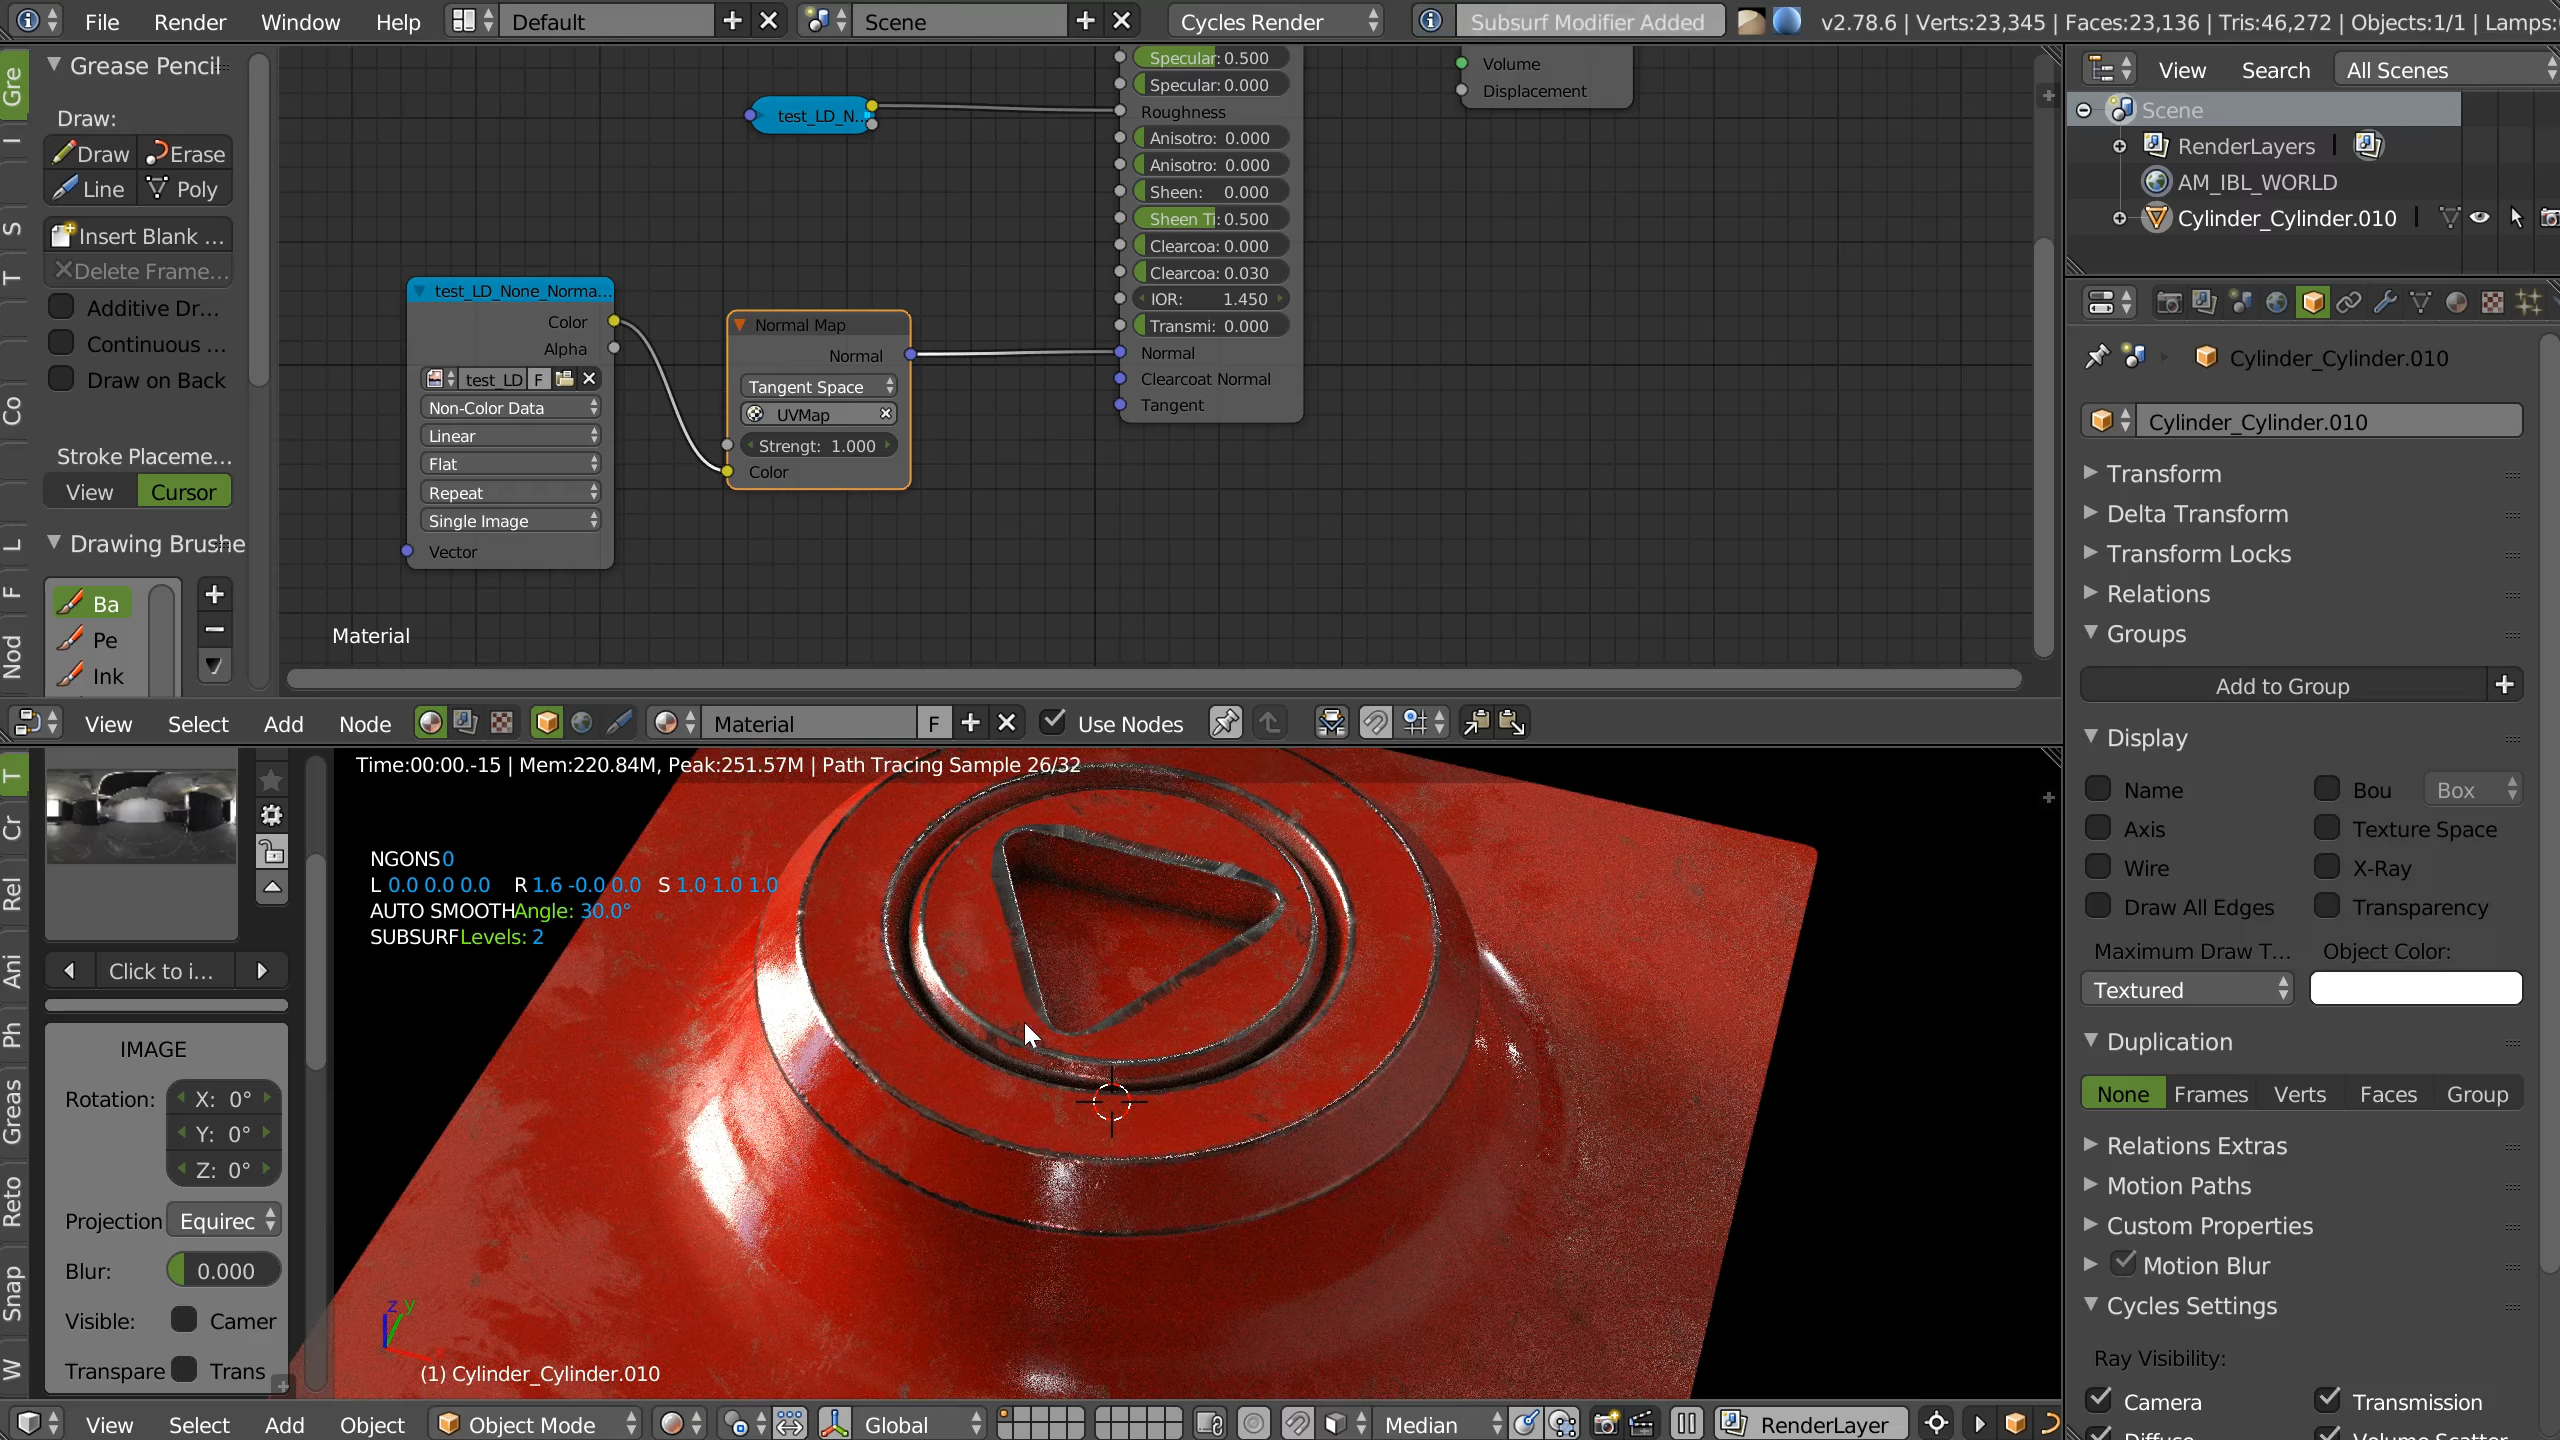 File Render Window Help Default Scene Cycles Render Subsurf Modifier Added v2.78.6 | Verts:23,345 | Faces:23,136 | Tris:46,272 | Objects:1/1 | Lamps:
Gre
I
S
T
Co
L
F
Nod
Grease Pencil
Draw:
Draw Erase
Line Poly
Insert Blank ...
Delete Frame...
Additive Dr...
Continuous ...
Draw on Back
Stroke Placeme...
View Cursor
Drawing Brushe
Ba
Pe
Ink
test_LD_N...
test_LD_None_Norma...
Color
Alpha
test_LD F
Non-Color Data
Linear
Flat
Repeat
Single Image
Vector
Normal Map
Normal
Tangent Space
UVMap
Strengt: 1.000
Color
Specular: 0.500
Specular: 0.000
Roughness
Anisotro: 0.000
Anisotro: 0.000
Sheen: 0.000
Sheen Ti: 0.500
Clearcoa: 0.000
Clearcoa: 0.030
IOR: 1.450
Transmi: 0.000
Normal
Clearcoat Normal
Tangent
Volume
Displacement
Material
View Select Add Node Material F Use Nodes
T
Cr
Rel
Ani
Ph
Greas
Reto
Snap
W
Click to i...
IMAGE
Rotation: X: 0°
Y: 0°
Z: 0°
Projection Equirec
Blur: 0.000
Visible: Camer
Transpare Trans
Time:00:00.-15 | Mem:220.84M, Peak:251.57M | Path Tracing Sample 26/32
NGONS 0
L 0.0 0.0 0.0 R 1.6 -0.0 0.0 S 1.0 1.0 1.0
AUTO SMOOTH Angle: 30.0°
SUBSURF Levels: 2
z y
(1) Cylinder_Cylinder.010
View Select Add Object Object Mode Global Median RenderLayer
View Search All Scenes
Scene
RenderLayers |
AM_IBL_WORLD
Cylinder_Cylinder.010 |
Cylinder_Cylinder.010
Cylinder_Cylinder.010
Transform
Delta Transform
Transform Locks
Relations
Groups
Add to Group
Display
Name Bou Box
Axis Texture Space
Wire X-Ray
Draw All Edges Transparency
Maximum Draw T... Object Color:
Textured
Duplication
None Frames Verts Faces Group
Relations Extras
Motion Paths
Custom Properties
Motion Blur
Cycles Settings
Ray Visibility:
Camera Transmission